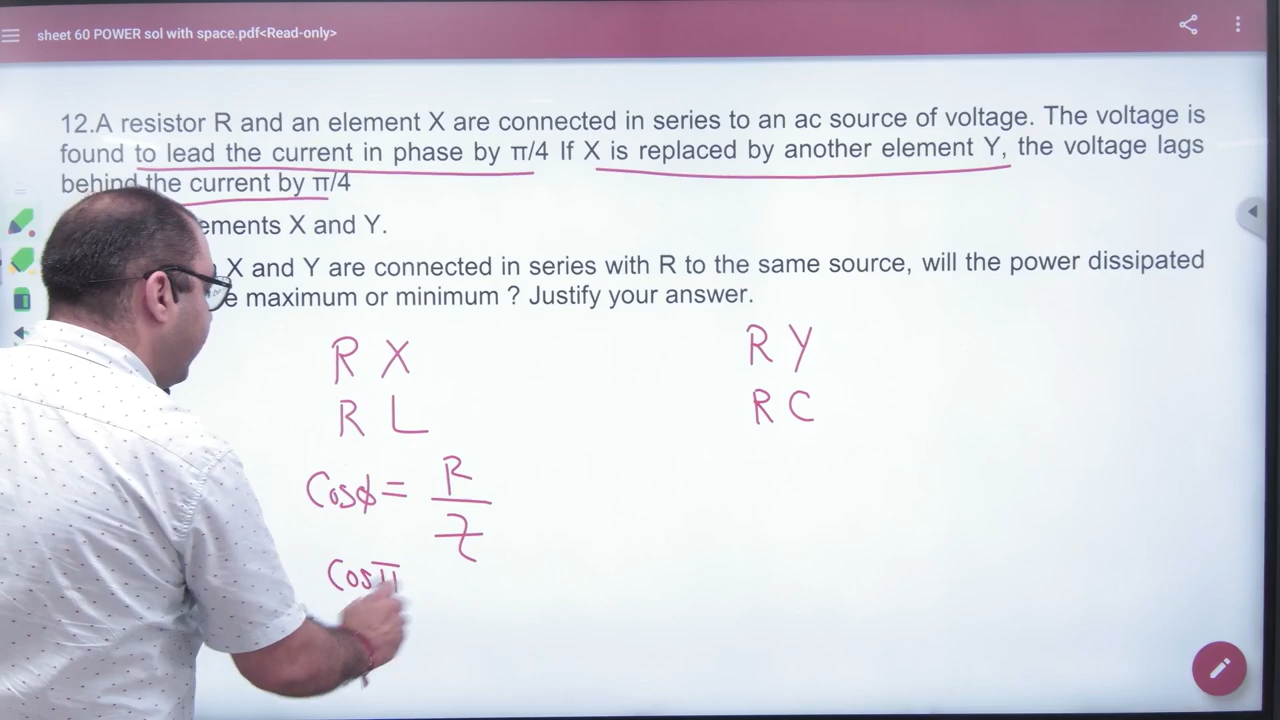 sheet 60 POWER sol with space.pdf<Read-only>
12.A resistor R and an element X are connected in series to an ac source of voltage. The voltage is
found to lead the current in phase by π/4 If X is replaced by another element Y, the voltage lags
behind the current by π/4
ements X and Y.
X and Y are connected in series with R to the same source, will the power dissipated
e maximum or minimum ? Justify your answer.
R X
R L
Cosϕ = R
Z
Cos π
R Y
R C